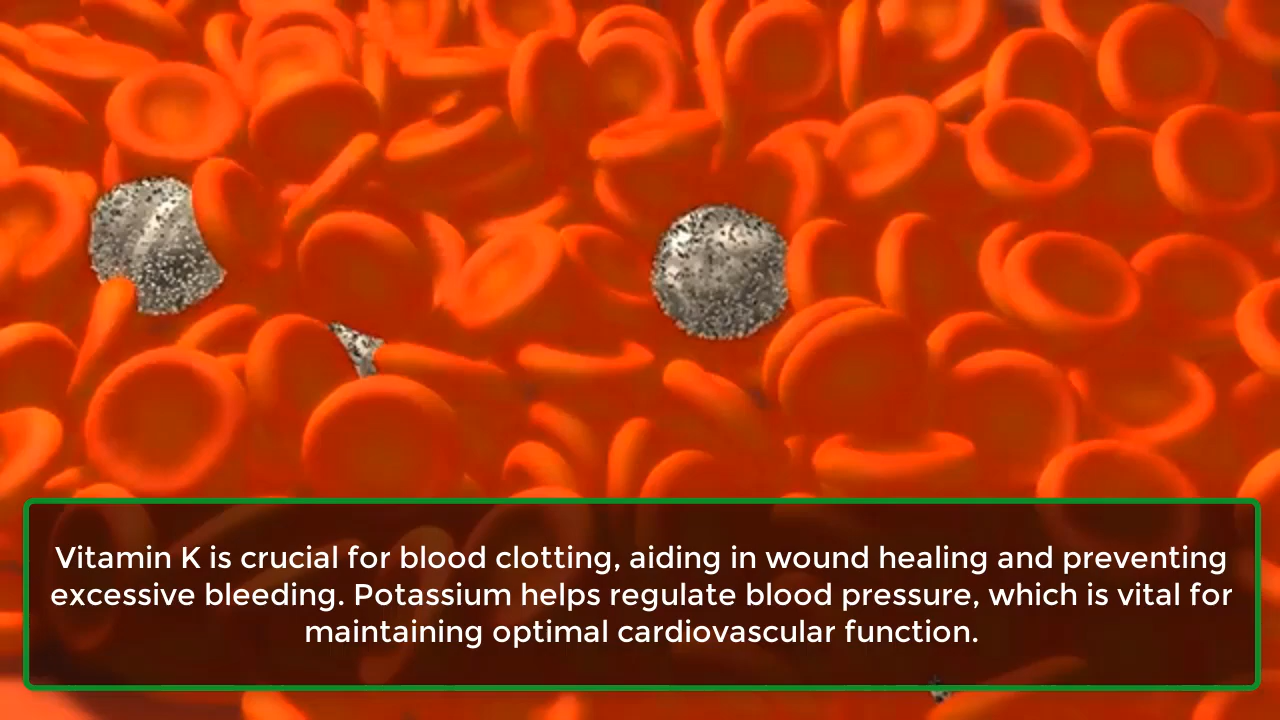 Vitamin K is crucial for blood clotting, aiding in wound healing and preventing
excessive bleeding. Potassium helps regulate blood pressure, which is vital for
maintaining optimal cardiovascular function.